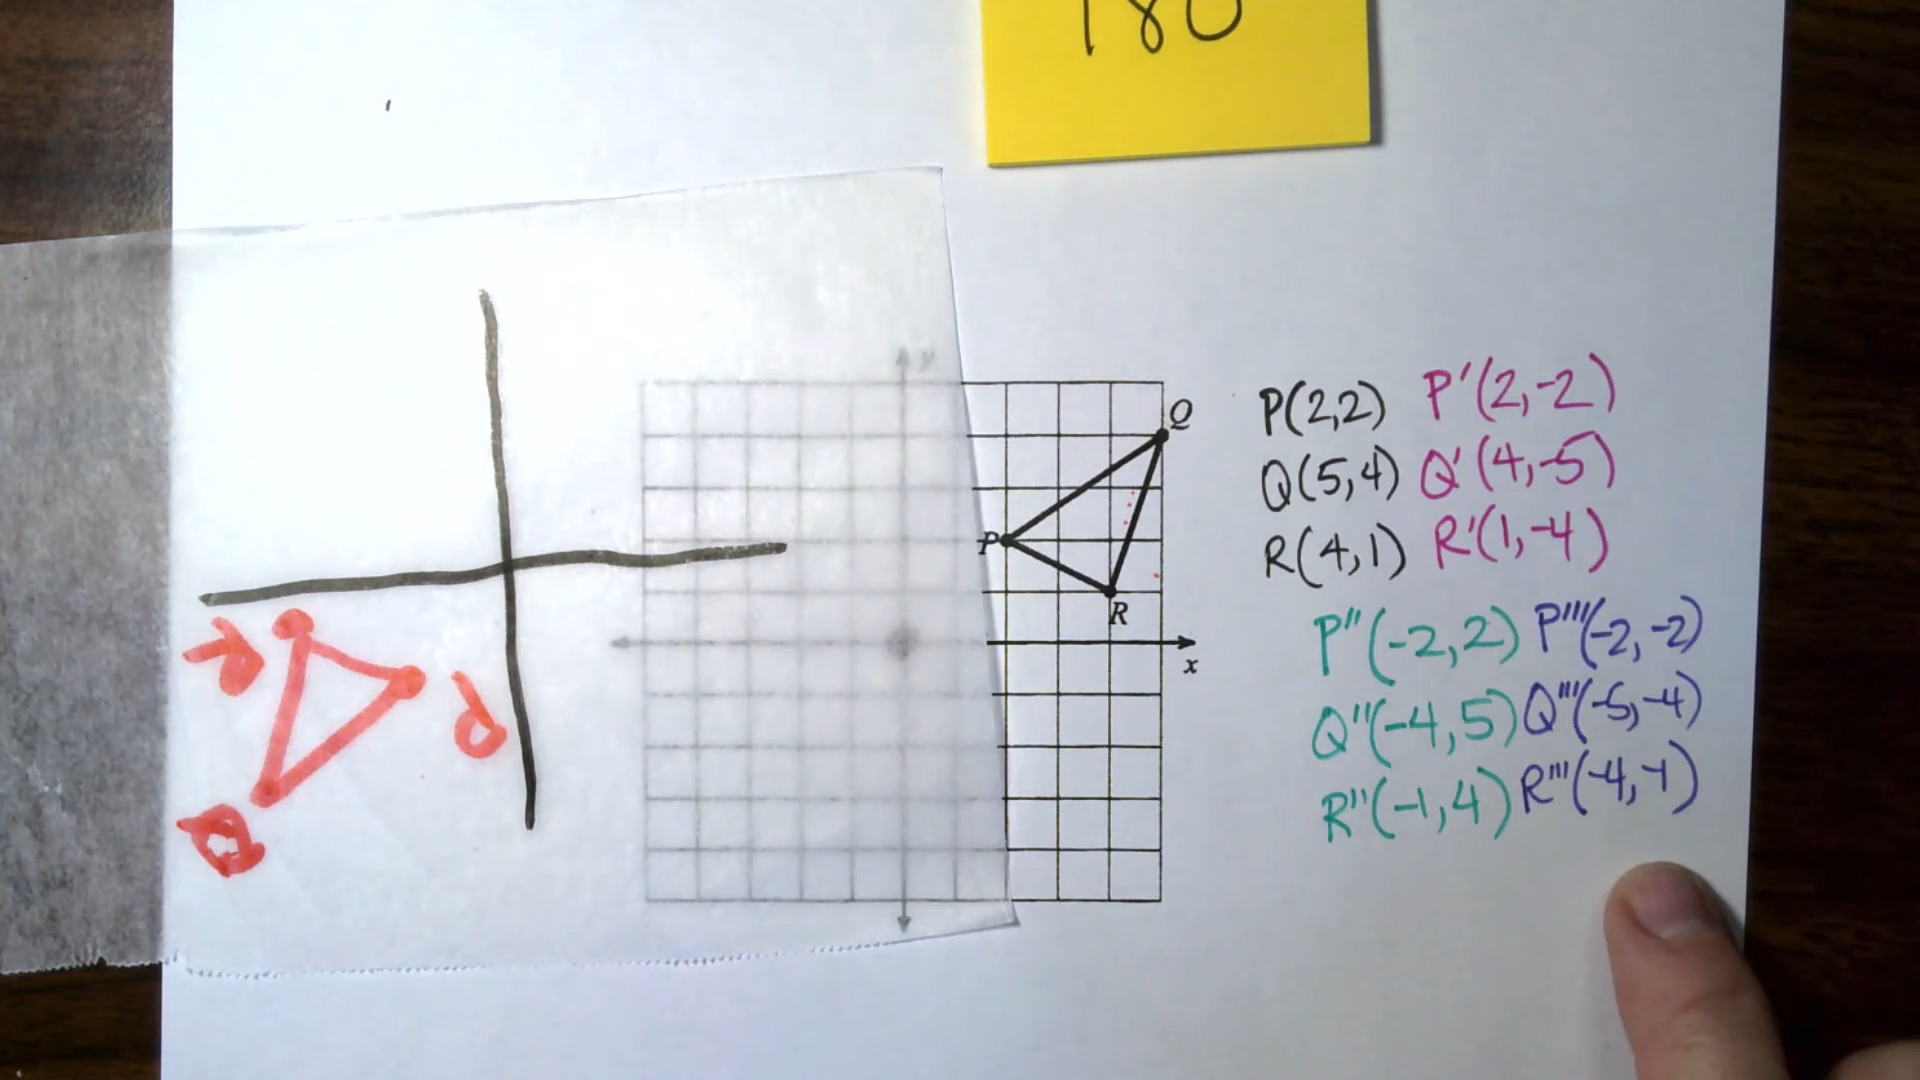 180
y
Q
P
R
x
P(2,2) P'(2,-2)
Q(5,4) Q'(4,-5)
R(4,1) R'(1,-4)
P''(-2,2) P'''(-2,-2)
Q''(-4,5) Q'''(-5,-4)
R''(-1,4) R'''(-4,-1)
R
P
Q